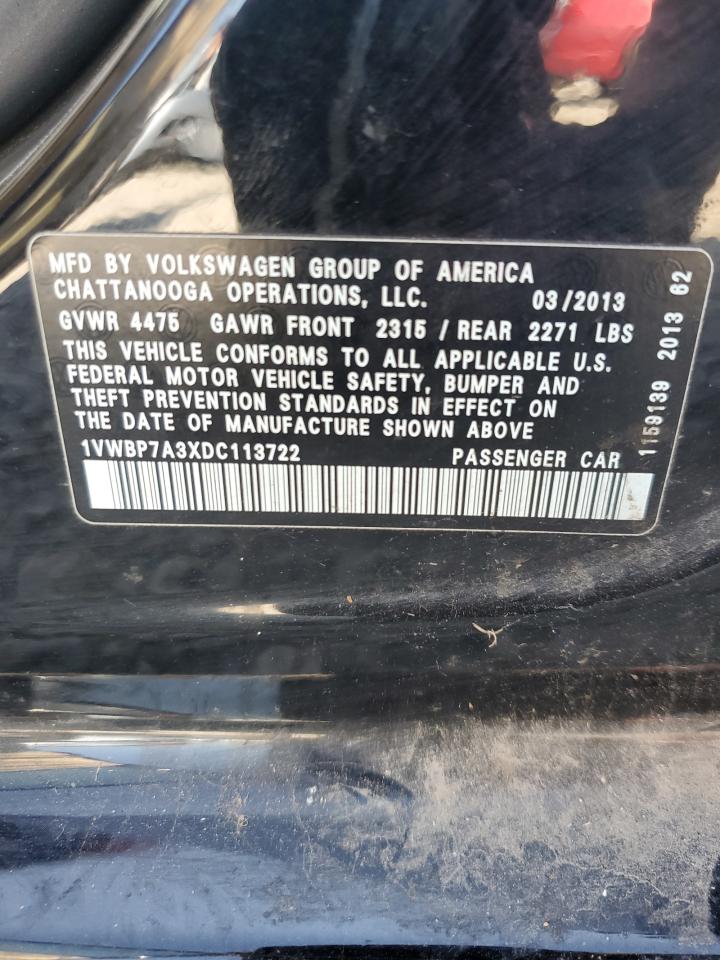 MFD BY VOLKSWAGEN GROUP OF AMERICA
CHATTANOOGA OPERATIONS, LLC. 03/2013
GVWR 4475 GAWR FRONT 2315 / REAR 2271 LBS
THIS VEHICLE CONFORMS TO ALL APPLICABLE U.S.
FEDERAL MOTOR VEHICLE SAFETY, BUMPER AND
THEFT PREVENTION STANDARDS IN EFFECT ON
THE DATE OF MANUFACTURE SHOWN ABOVE
1VWBP7A3XDC113722 PASSENGER CAR
1159139 2013 62